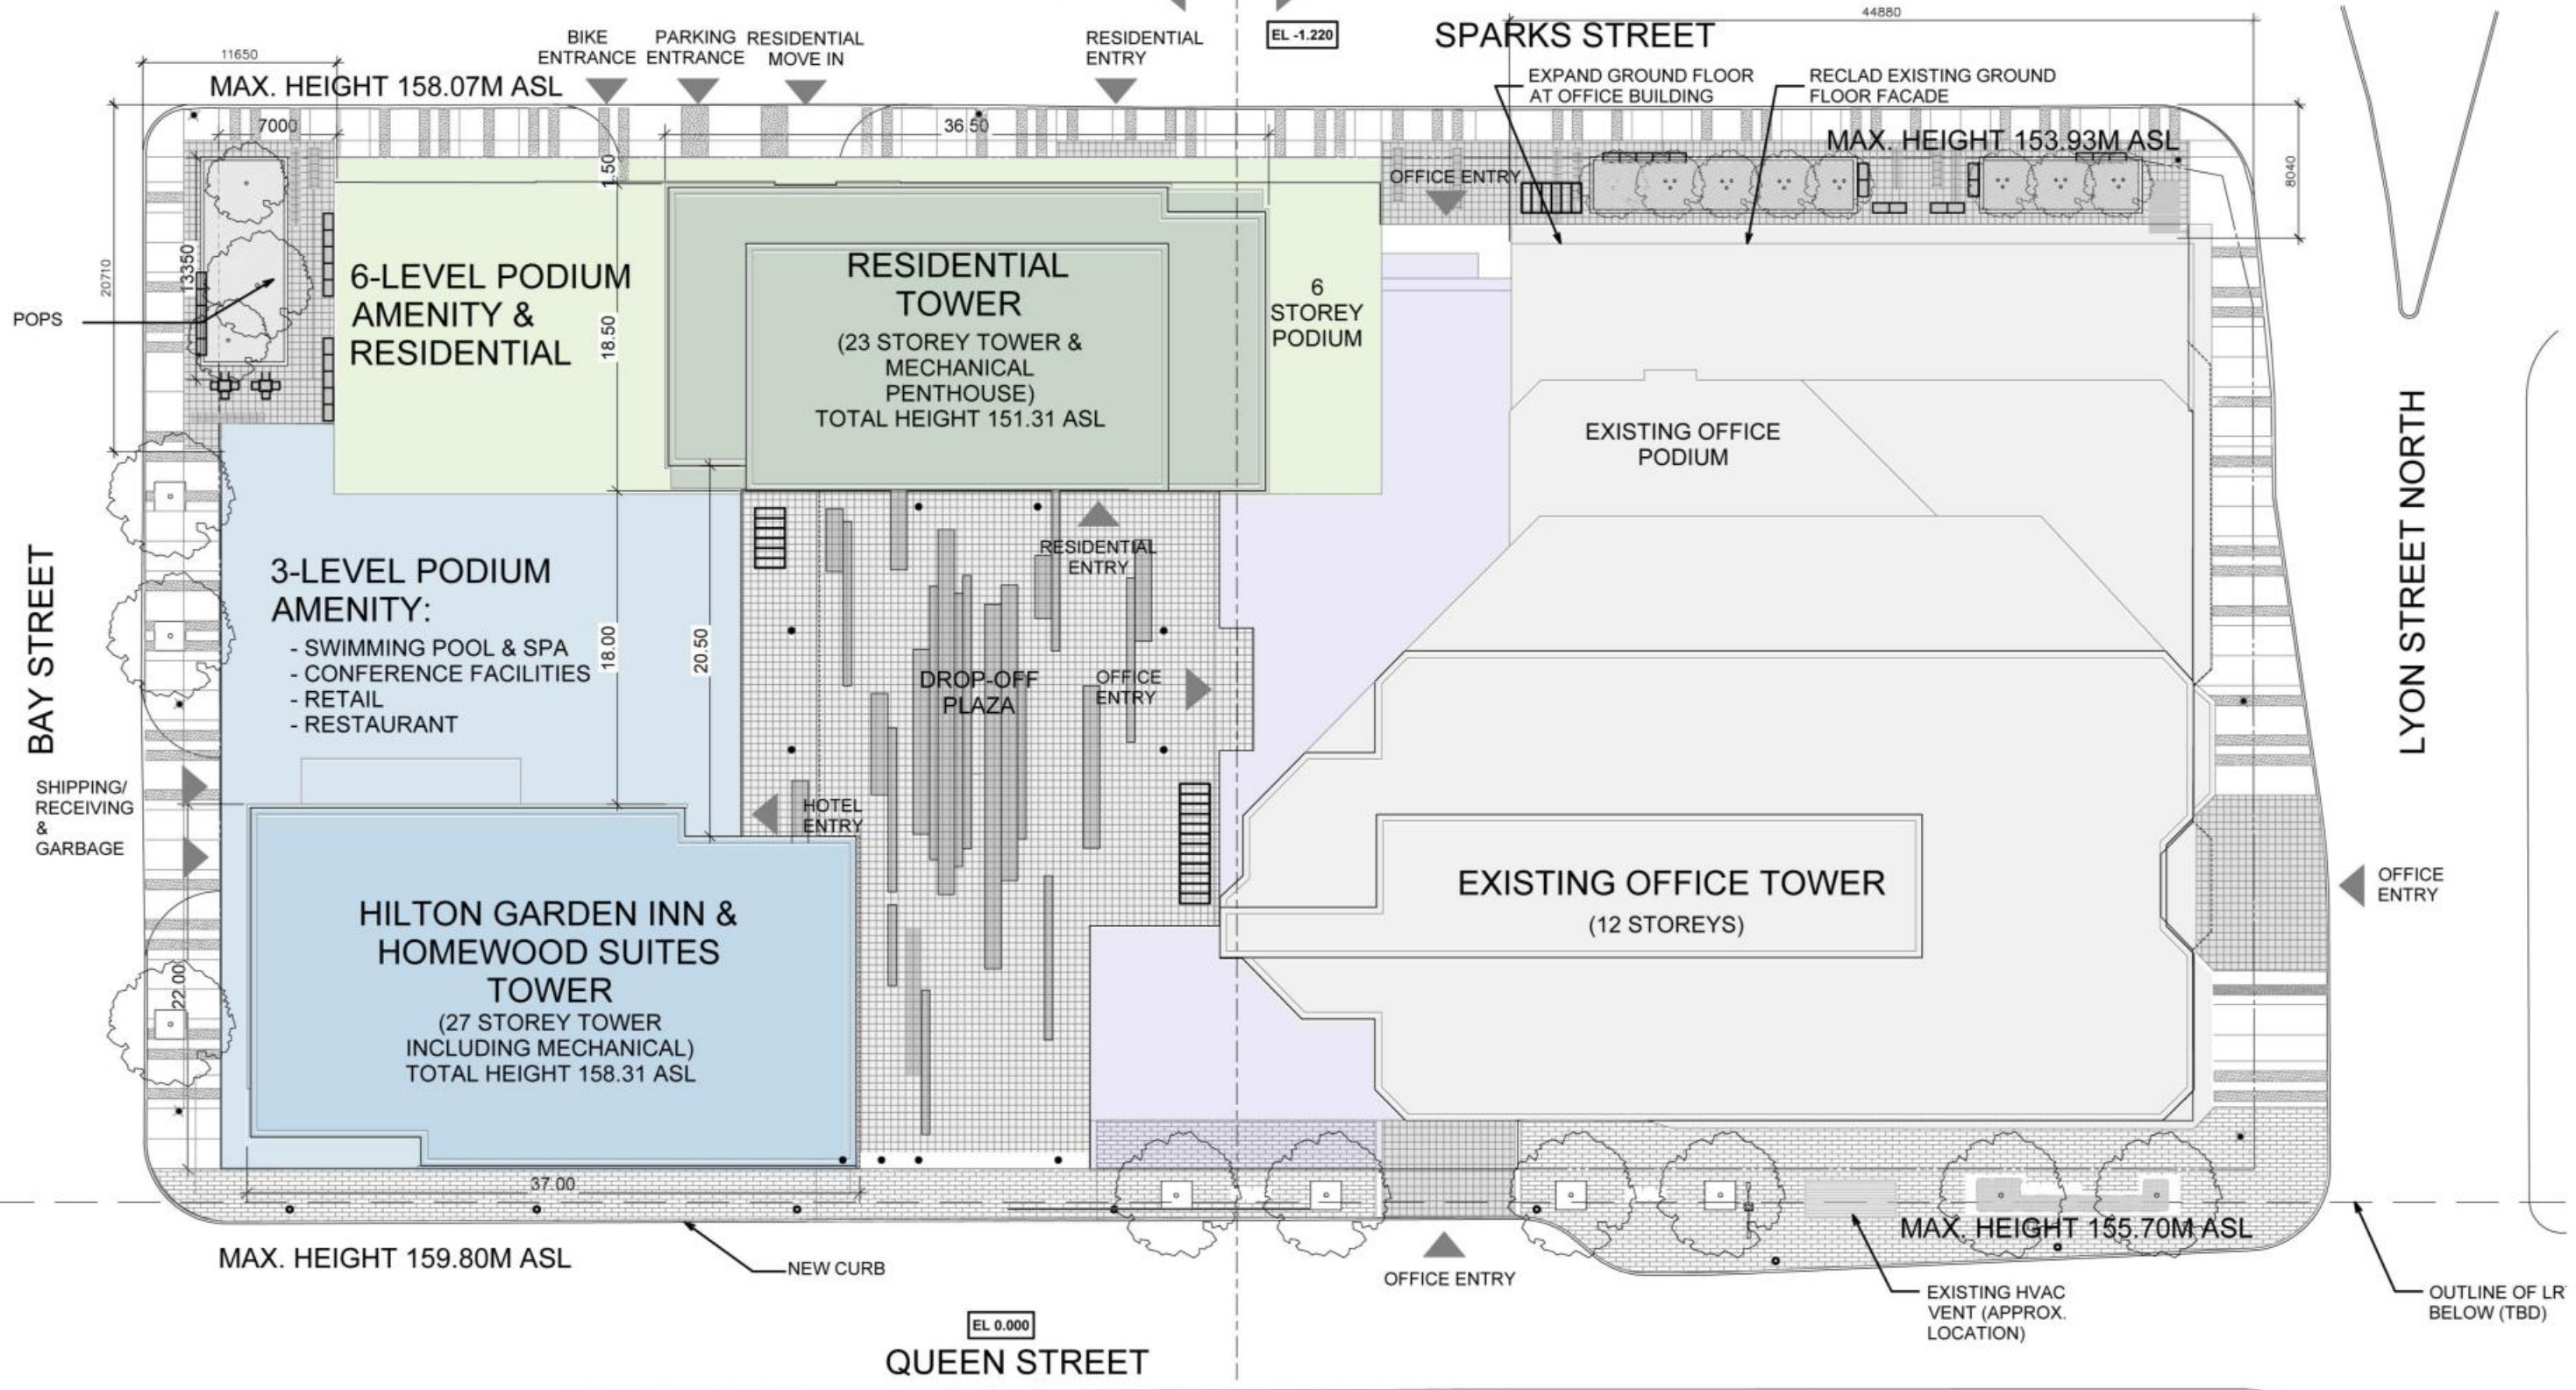 44880
SPARKS STREET
EL -1.220
BIKE
ENTRANCE
PARKING
ENTRANCE
RESIDENTIAL
MOVE IN
RESIDENTIAL
ENTRY
11650
MAX. HEIGHT 158.07M ASL
EXPAND GROUND FLOOR
AT OFFICE BUILDING
RECLAD EXISTING GROUND
FLOOR FACADE
7000
36.50
MAX. HEIGHT 153.93M ASL
1.50
OFFICE ENTRY
8040
20710
13350
POPS
6-LEVEL PODIUM
AMENITY &
RESIDENTIAL
18.50
RESIDENTIAL
TOWER
(23 STOREY TOWER &
MECHANICAL
PENTHOUSE)
TOTAL HEIGHT 151.31 ASL
6
STOREY
PODIUM
EXISTING OFFICE
PODIUM
LYON STREET NORTH
BAY STREET
3-LEVEL PODIUM
AMENITY:
- SWIMMING POOL & SPA
- CONFERENCE FACILITIES
- RETAIL
- RESTAURANT
18.00
20.50
RESIDENTIAL
ENTRY
DROP-OFF
PLAZA
OFFICE
ENTRY
SHIPPING/
RECEIVING
&
GARBAGE
HOTEL
ENTRY
HILTON GARDEN INN &
HOMEWOOD SUITES
TOWER
(27 STOREY TOWER
INCLUDING MECHANICAL)
TOTAL HEIGHT 158.31 ASL
22.00
EXISTING OFFICE TOWER
(12 STOREYS)
OFFICE
ENTRY
37.00
MAX. HEIGHT 159.80M ASL
NEW CURB
OFFICE ENTRY
MAX. HEIGHT 155.70M ASL
EXISTING HVAC
VENT (APPROX.
LOCATION)
OUTLINE OF LR
BELOW (TBD)
EL 0.000
QUEEN STREET